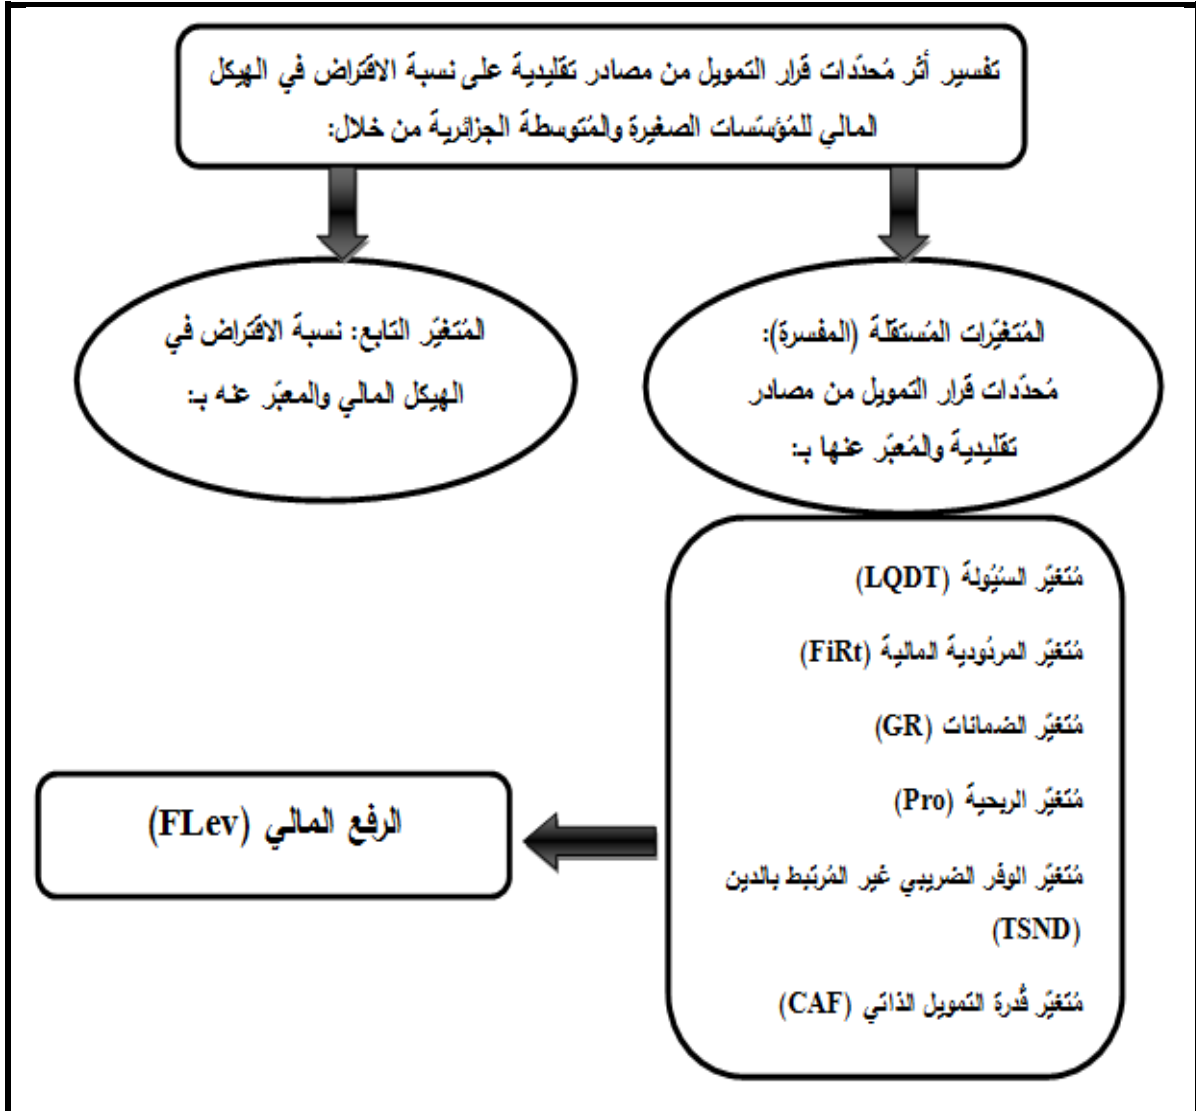 تفسير أثر مُحدّدات قرار التمويل من مصادر تقليدية على نسبة الاقتراض في الهيكل
المالي للمُؤسّسات الصغيرة والمُتوسطة الجزائرية من خلال:
المُتغيّرات المُستقلّة (المفسرة):
مُحدّدات قرار التمويل من مصادر
تقليدية والمُعبّر عنها بـ:
المُتغيّر التابع: نسبة الاقتراض في
الهيكل المالي والمعبّر عنه بـ:
مُتغيّر السيُولة (LQDT)
مُتغيّر المردُودية المالية (FiRt)
مُتغيّر الضمانات (GR)
مُتغيّر الربحية (Pro)
مُتغيّر الوفر الضريبي غير المُرتبط بالدين
(TSND)
مُتغيّر قُدرة التمويل الذاتي (CAF)
الرفع المالي (FLev)